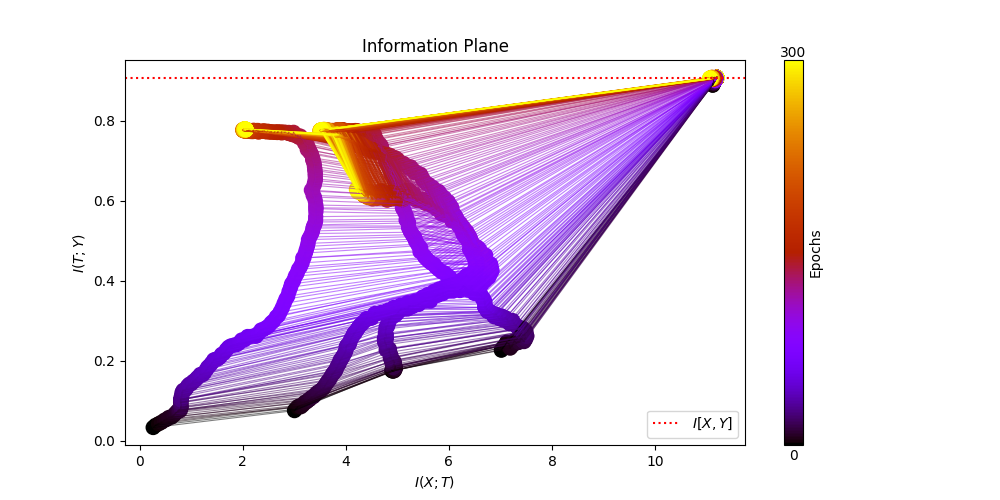 Information Plane
300
0.8
0.6
0.4
0.2
0.0
I(T; Y)
Epochs
I[X, Y]
0
0 2 4 6 8 10
I(X; T)